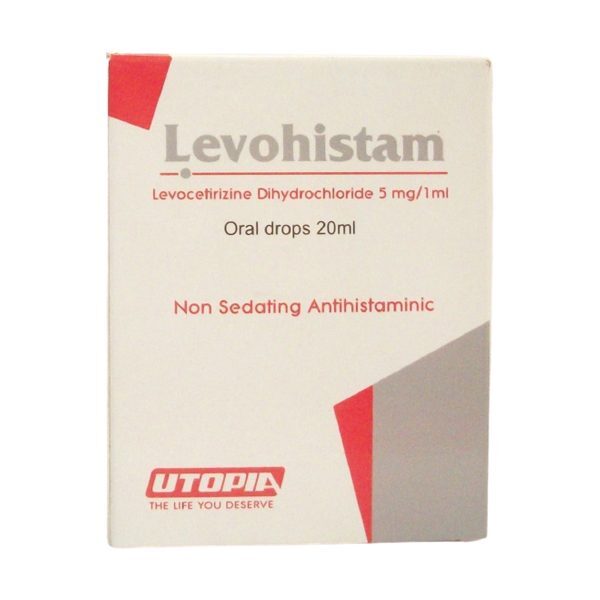 Levohistam
Levocetirizine Dihydrochloride 5 mg/1ml
Oral drops 20ml
Non Sedating Antihistaminic
UTOPIA
THE LIFE YOU DESERVE